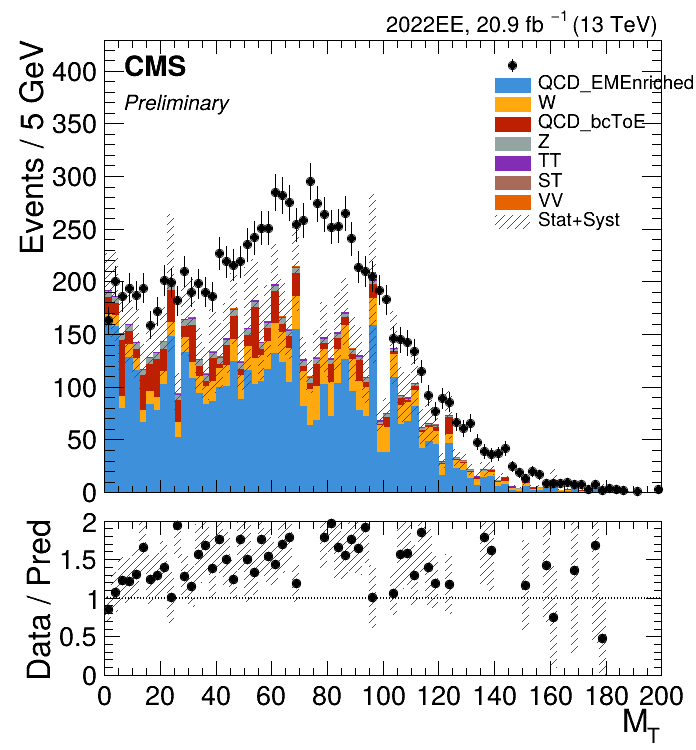 2022EE, 20.9 fb⁻¹ (13 TeV)
Events / 5 GeV
CMS
Preliminary
QCD_EMEnriched
W
QCD_bcToE
Z
TT
ST
VV
Stat+Syst
400
350
300
250
200
150
100
50
0
Data / Pred
2
1.5
1
0.5
0
0 20 40 60 80 100 120 140 160 180 200
M_T